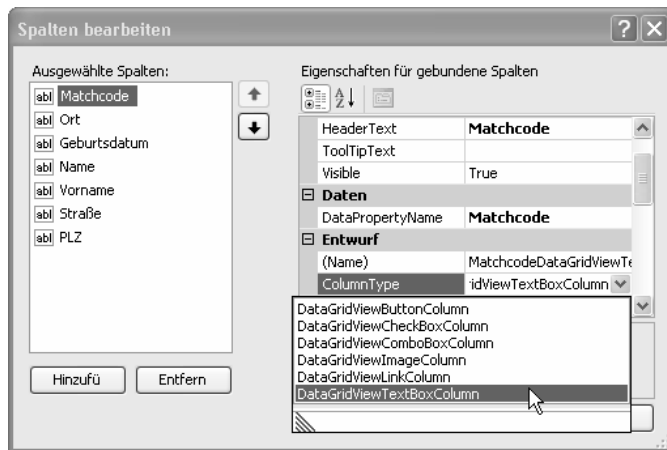 Spalten bearbeiten
Ausgewählte Spalten:
abl Matchcode
abl Ort
abl Geburtsdatum
abl Name
abl Vorname
abl Straße
abl PLZ
Hinzufü
Entfern
Eigenschaften für gebundene Spalten
HeaderText Matchcode
ToolTipText
Visible True
Daten
DataPropertyName Matchcode
Entwurf
(Name) MatchcodeDataGridViewTe
ColumnType idViewTextBoxColumn
DataGridViewButtonColumn
DataGridViewCheckBoxColumn
DataGridViewComboBoxColumn
DataGridViewImageColumn
DataGridViewLinkColumn
DataGridViewTextBoxColumn